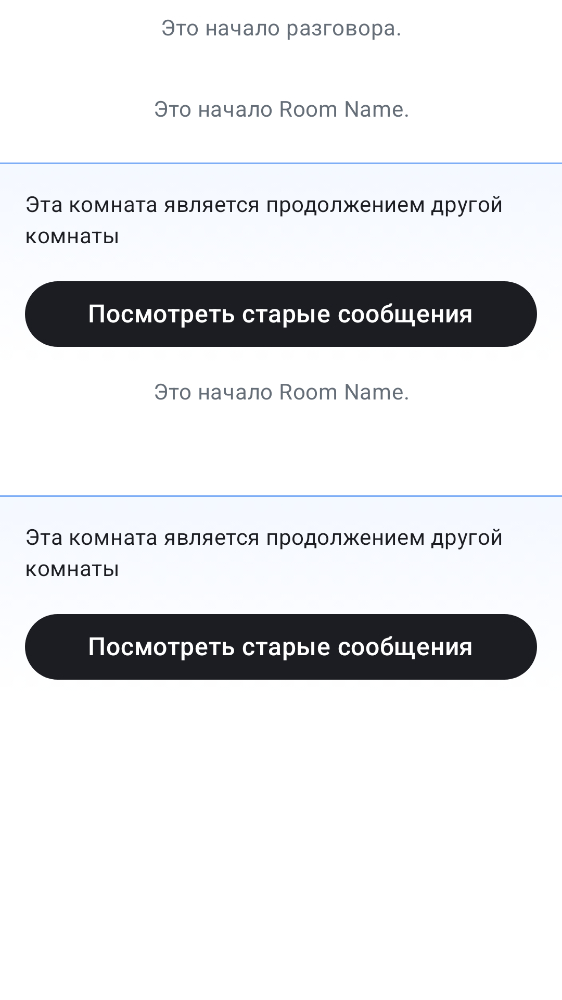 Это начало разговора.
Это начало Room Name.
Эта комната является продолжением другой
комнаты
Посмотреть старые сообщения
Это начало Room Name.
Эта комната является продолжением другой
комнаты
Посмотреть старые сообщения